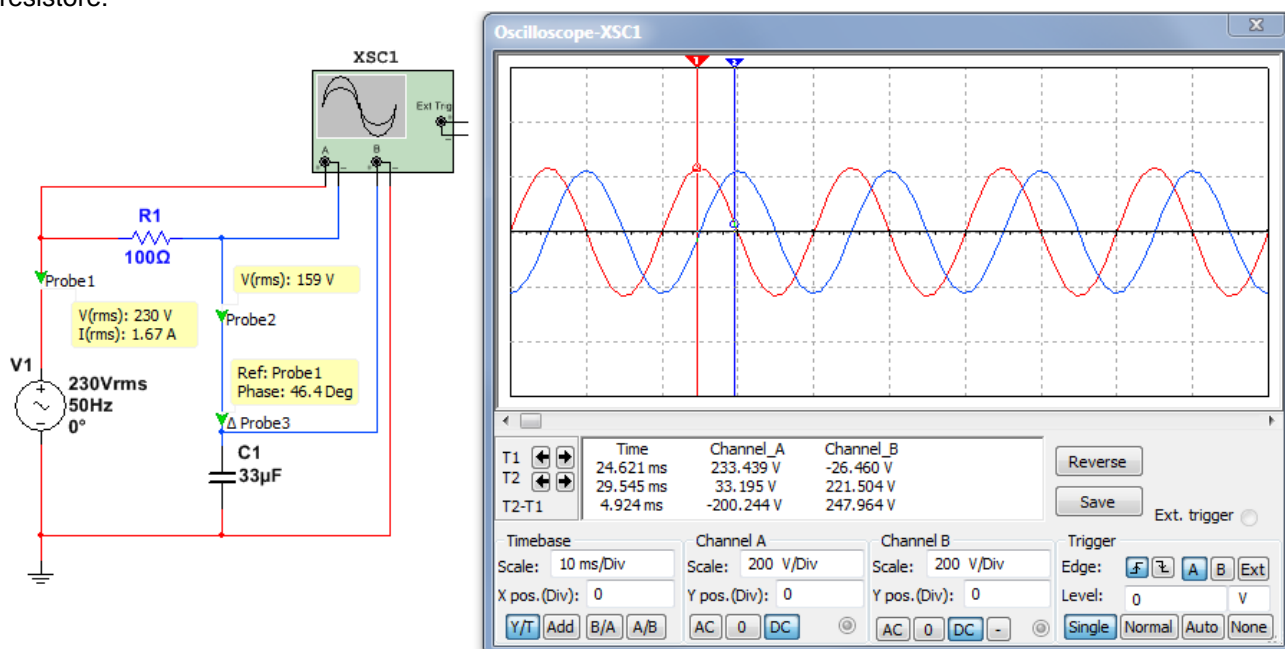 resistore.
XSC1
Ext Trig
+
-
A
B
+ - + -
R1
100Ω
Probe1
V(rms): 230 V
I(rms): 1.67 A
V(rms): 159 V
Probe2
Ref: Probe1
Phase: 46.4 Deg
Δ Probe3
V1
230Vrms
50Hz
0°
C1
33µF
Oscilloscope-XSC1
1 2
Time Channel_A Channel_B
T1 24.621 ms 233.439 V -26.460 V
T2 29.545 ms 33.195 V 221.504 V
T2-T1 4.924 ms -200.244 V 247.964 V
Reverse
Save
Ext. trigger
Timebase
Scale: 10 ms/Div
X pos.(Div): 0
Y/T Add B/A A/B
Channel A
Scale: 200 V/Div
Y pos.(Div): 0
AC 0 DC
Channel B
Scale: 200 V/Div
Y pos.(Div): 0
AC 0 DC -
Trigger
Edge: A B Ext
Level: 0 V
Single Normal Auto None